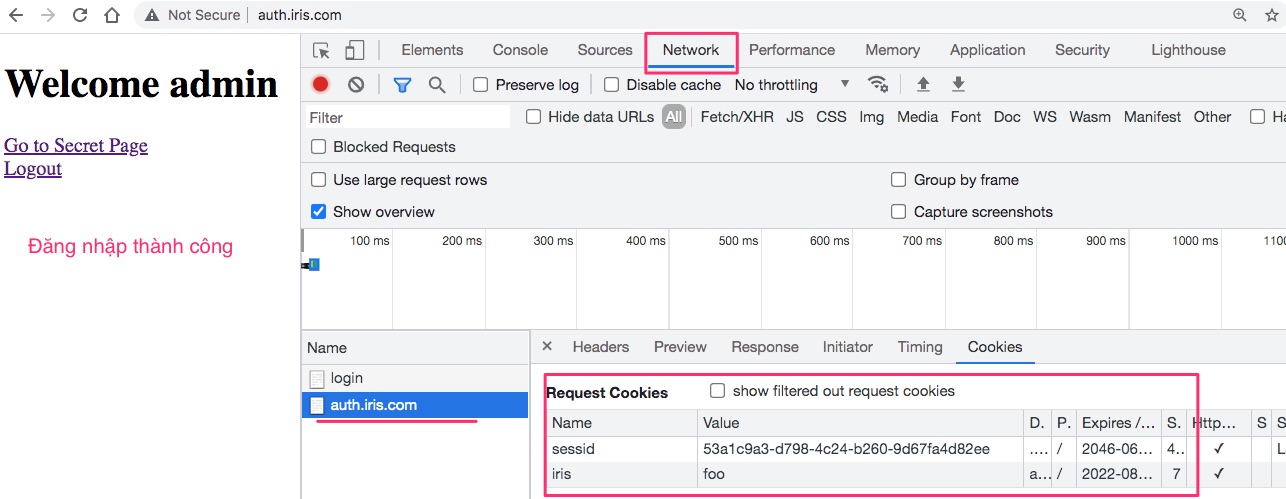 Not Secure | auth.iris.com
Welcome admin
Go to Secret Page
Logout
Đăng nhập thành công
Elements Console Sources Network Performance Memory Application Security Lighthouse
Preserve log Disable cache No throttling
Filter Hide data URLs All Fetch/XHR JS CSS Img Media Font Doc WS Wasm Manifest Other Ha
Blocked Requests
Use large request rows Group by frame
Show overview Capture screenshots
100 ms 200 ms 300 ms 400 ms 500 ms 600 ms 700 ms 800 ms 900 ms 1000 ms 1100
Name
login
auth.iris.com
Headers Preview Response Initiator Timing Cookies
Request Cookies show filtered out request cookies
Name Value D. P. Expires /... S. Http... S S
sessid 53a1c9a3-d798-4c24-b260-9d67fa4d82ee .... / 2046-06... 4.. ✓ L
iris foo a... / 2022-08... 7 ✓